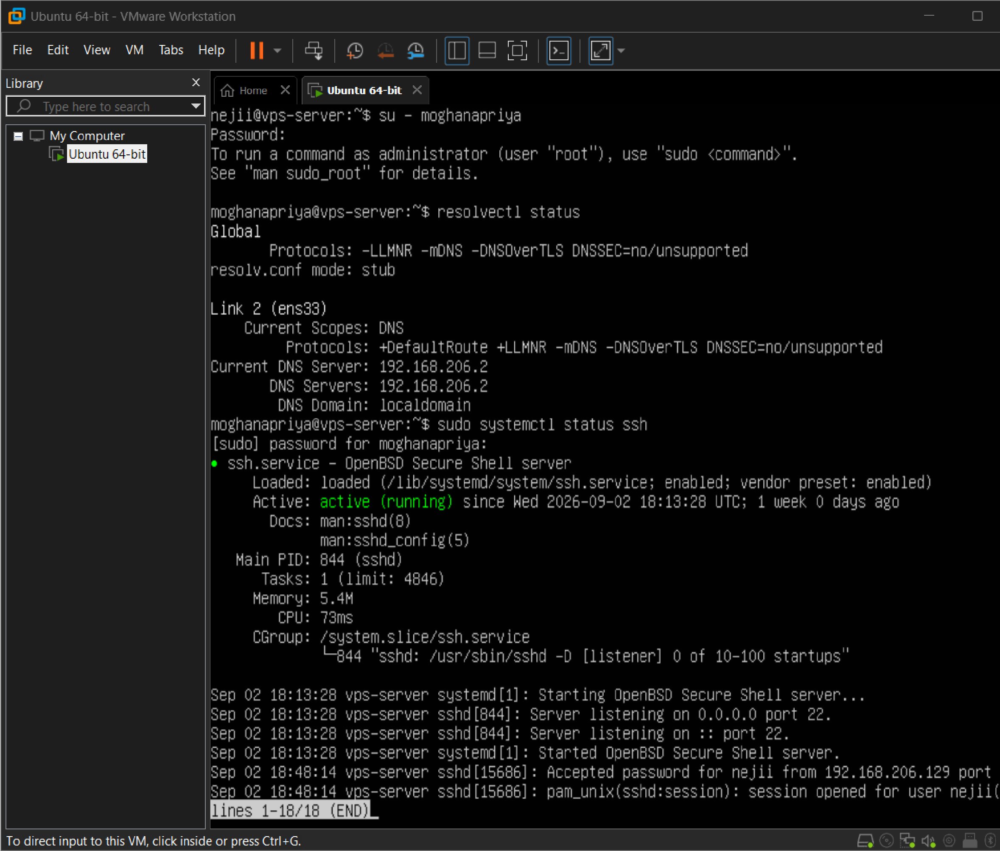 Ubuntu 64-bit - VMware Workstation
File Edit View VM Tabs Help
Library
Type here to search
My Computer
Ubuntu 64-bit
Home
Ubuntu 64-bit
nejii@vps-server:~$ su - moghanapriya
Password:
To run a command as administrator (user "root"), use "sudo <command>".
See "man sudo_root" for details.
moghanapriya@vps-server:~$ resolvectl status
Global
Protocols: -LLMNR -mDNS -DNSOverTLS DNSSEC=no/unsupported
resolv.conf mode: stub
Link 2 (ens33)
Current Scopes: DNS
Protocols: +DefaultRoute +LLMNR -mDNS -DNSOverTLS DNSSEC=no/unsupported
Current DNS Server: 192.168.206.2
DNS Servers: 192.168.206.2
DNS Domain: localdomain
moghanapriya@vps-server:~$ sudo systemctl status ssh
[sudo] password for moghanapriya:
● ssh.service - OpenBSD Secure Shell server
Loaded: loaded (/lib/systemd/system/ssh.service; enabled; vendor preset: enabled)
Active: active (running) since Wed 2026-09-02 18:13:28 UTC; 1 week 0 days ago
Docs: man:sshd(8)
man:sshd_config(5)
Main PID: 844 (sshd)
Tasks: 1 (limit: 4846)
Memory: 5.4M
CPU: 73ms
CGroup: /system.slice/ssh.service
└─844 "sshd: /usr/sbin/sshd -D [listener] 0 of 10-100 startups"
Sep 02 18:13:28 vps-server systemd[1]: Starting OpenBSD Secure Shell server...
Sep 02 18:13:28 vps-server sshd[844]: Server listening on 0.0.0.0 port 22.
Sep 02 18:13:28 vps-server sshd[844]: Server listening on :: port 22.
Sep 02 18:13:28 vps-server systemd[1]: Started OpenBSD Secure Shell server.
Sep 02 18:48:14 vps-server sshd[15686]: Accepted password for nejii from 192.168.206.129 port
Sep 02 18:48:14 vps-server sshd[15686]: pam_unix(sshd:session): session opened for user nejii(
lines 1-18/18 (END)
To direct input to this VM, click inside or press Ctrl+G.